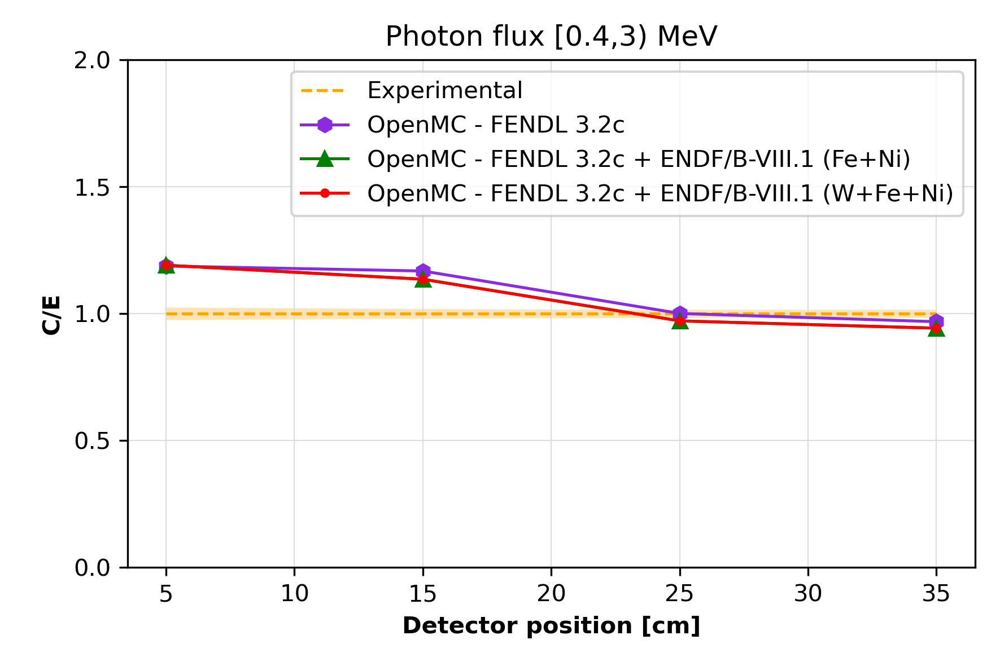 Photon flux [0.4,3) MeV
2.0
1.5
1.0
0.5
0.0
C/E
Experimental
OpenMC - FENDL 3.2c
OpenMC - FENDL 3.2c + ENDF/B-VIII.1 (Fe+Ni)
OpenMC - FENDL 3.2c + ENDF/B-VIII.1 (W+Fe+Ni)
5 10 15 20 25 30 35
Detector position [cm]